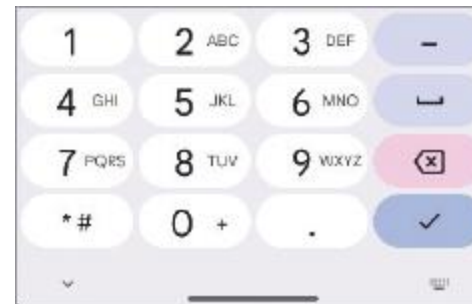 1 2 ABC 3 DEF -
4 GHI 5 JKL 6 MNO
7 PQRS 8 TUV 9 WXYZ
*# 0 + .